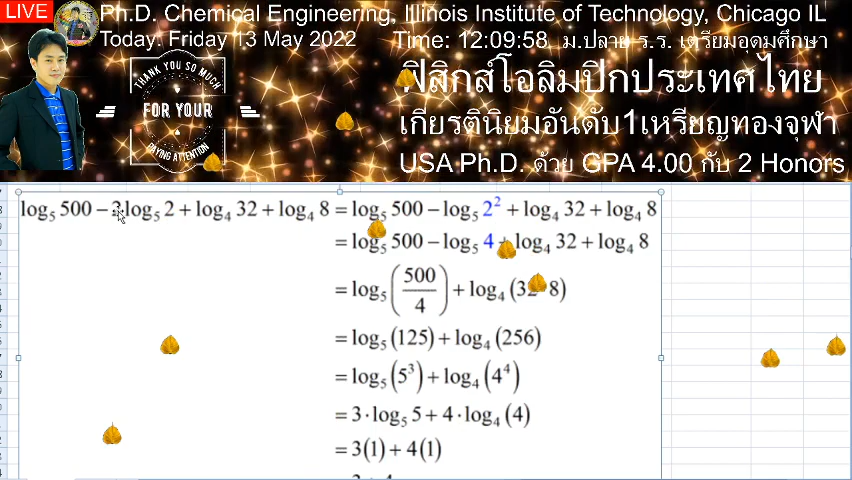 LIVE
Ph.D. Chemical Engineering, Illinois Institute of Technology, Chicago IL
Today: Friday 13 May 2022 Time: 12:09:58 ม.ปลาย ร.ร. เตรียมอุดมศึกษา
THANK YOU SO MUCH
FOR YOUR
PAYING ATTENTION
ฟิสิกส์โอลิมปิกประเทศไทย
เกียรตินิยมอันดับ1เหรียญทองจุฬา
USA Ph.D. ด้วย GPA 4.00 กับ 2 Honors
log₅ 500 − 2 log₅ 2 + log₄ 32 + log₄ 8 = log₅ 500 − log₅ 2² + log₄ 32 + log₄ 8
= log₅ 500 − log₅ 4 + log₄ 32 + log₄ 8
= log₅ (500/4) + log₄ (32·8)
= log₅ (125) + log₄ (256)
= log₅ (5³) + log₄ (4⁴)
= 3·log₅ 5 + 4·log₄ (4)
= 3(1) + 4(1)